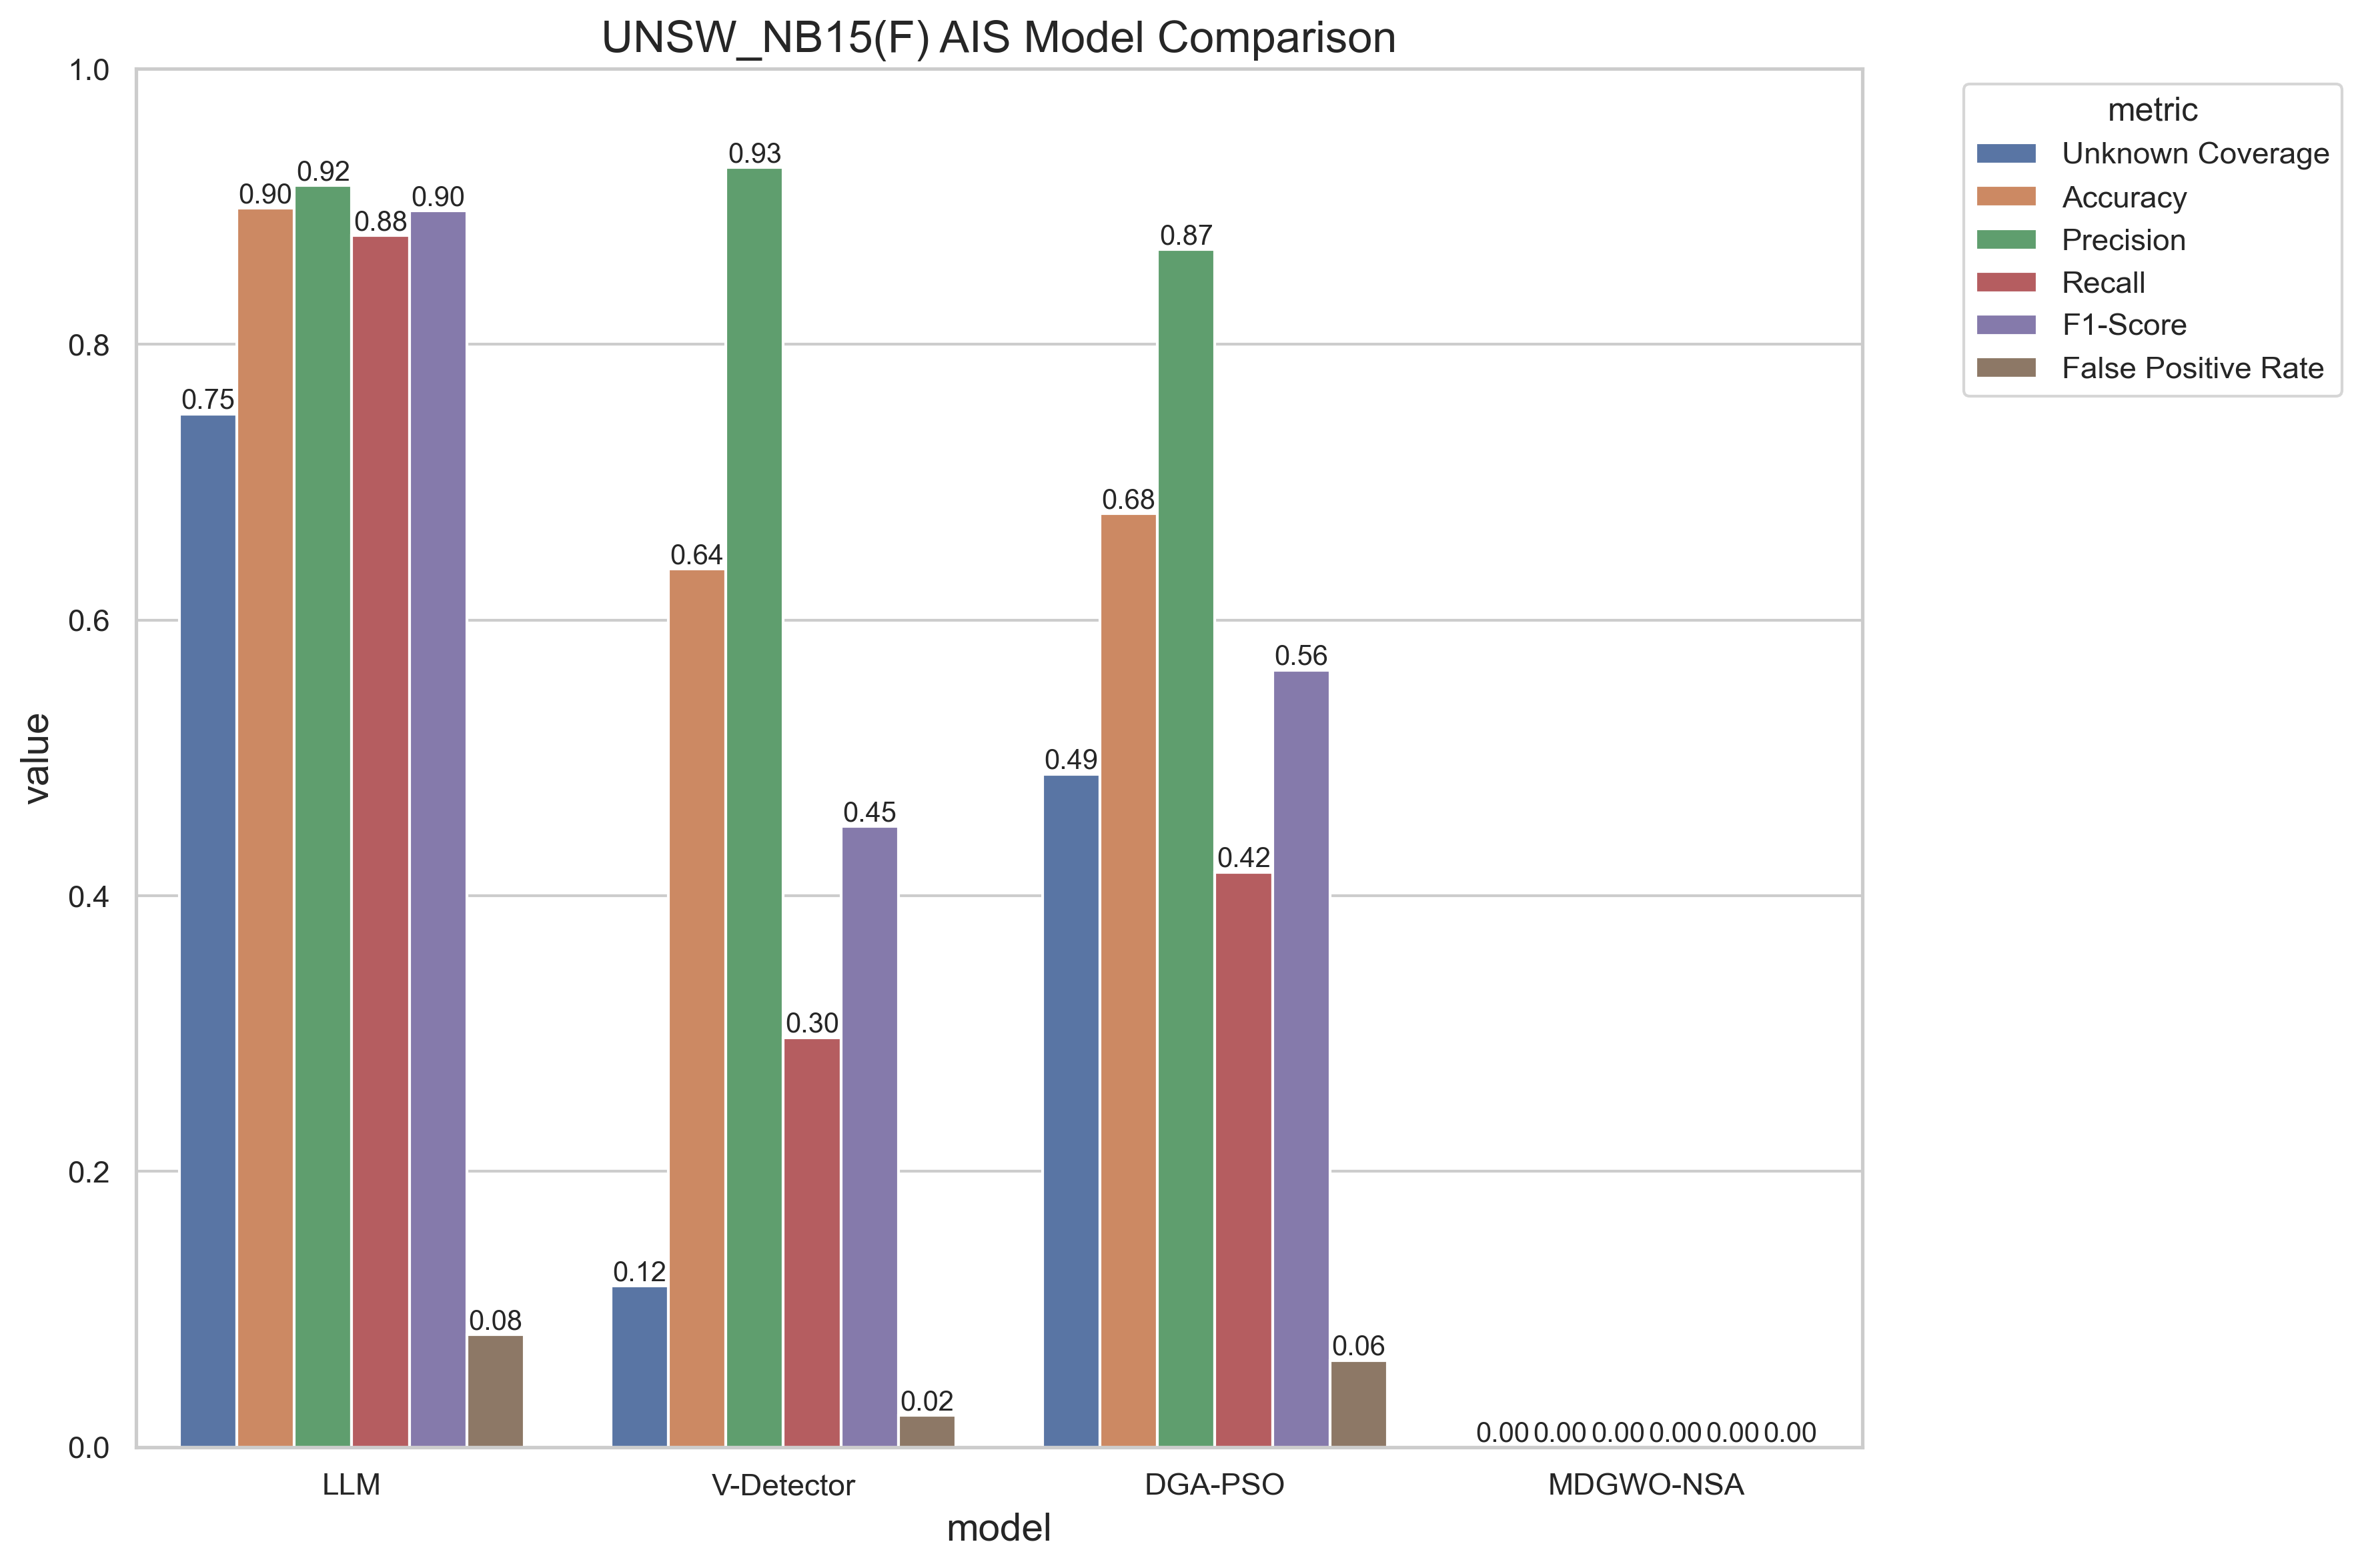 UNSW_NB15(F) AIS Model Comparison
1.0
0.8
0.6
0.4
0.2
0.0
value
0.75
0.90
0.92
0.88
0.90
0.08
0.12
0.64
0.93
0.30
0.45
0.02
0.49
0.68
0.87
0.42
0.56
0.06
0.00 0.00 0.00 0.00 0.00 0.00
LLM
V-Detector
DGA-PSO
MDGWO-NSA
model
metric
Unknown Coverage
Accuracy
Precision
Recall
F1-Score
False Positive Rate